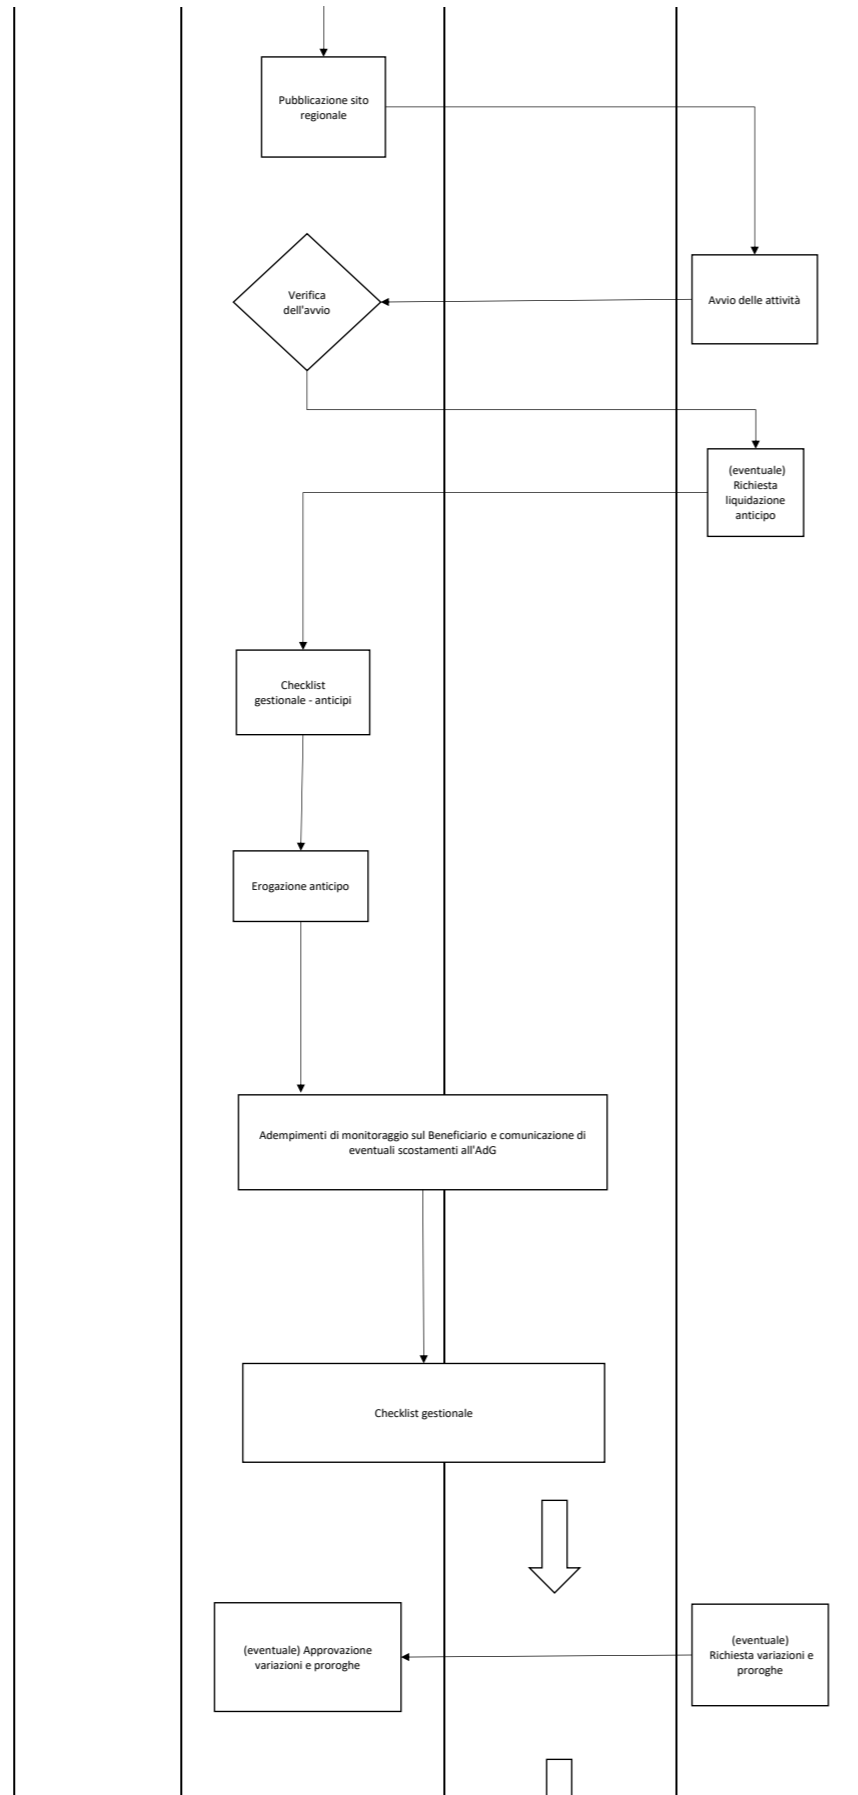 Pubblicazione sito
regionale
Verifica
dell'avvio
Avvio delle attività
(eventuale)
Richiesta
liquidazione
anticipo
Checklist
gestionale - anticipi
Erogazione anticipo
Adempimenti di monitoraggio sul Beneficiario e comunicazione di
eventuali scostamenti all'AdG
Checklist gestionale
(eventuale) Approvazione
variazioni e proroghe
(eventuale)
Richiesta variazioni e
proroghe